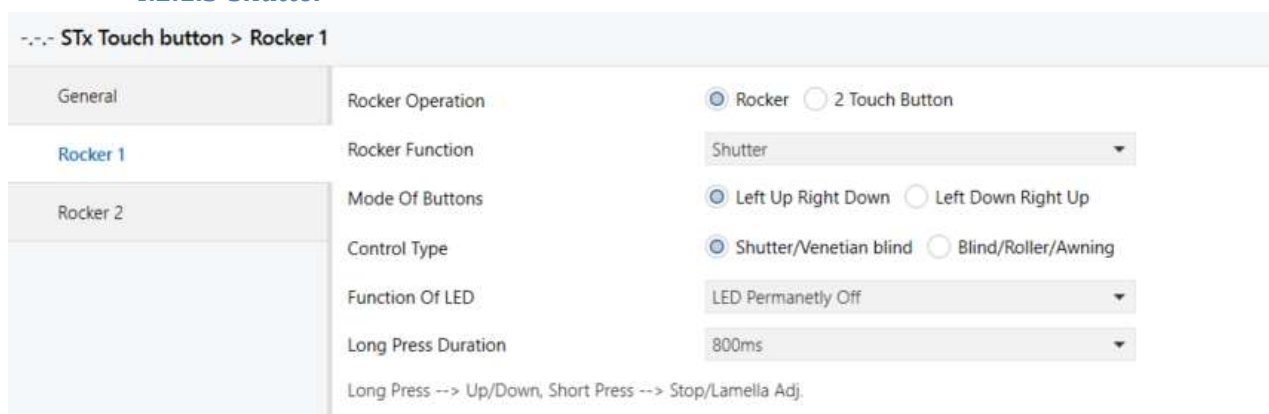 -.-.- STx Touch button > Rocker 1
General
Rocker Operation Rocker 2 Touch Button
Rocker 1
Rocker Function Shutter
Rocker 2
Mode Of Buttons Left Up Right Down Left Down Right Up
Control Type Shutter/Venetian blind Blind/Roller/Awning
Function Of LED LED Permanetly Off
Long Press Duration 800ms
Long Press --> Up/Down, Short Press --> Stop/Lamella Adj.